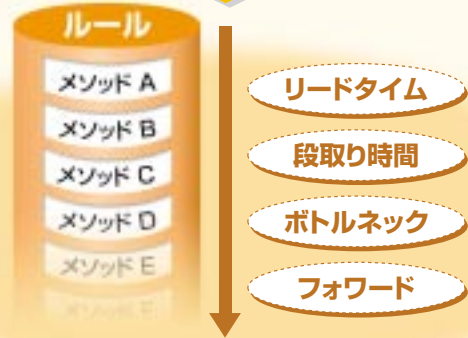 ルール
メソッド A
メソッド B
メソッド C
メソッド D
メソッド E
リードタイム
段取り時間
ボトルネック
フォワード